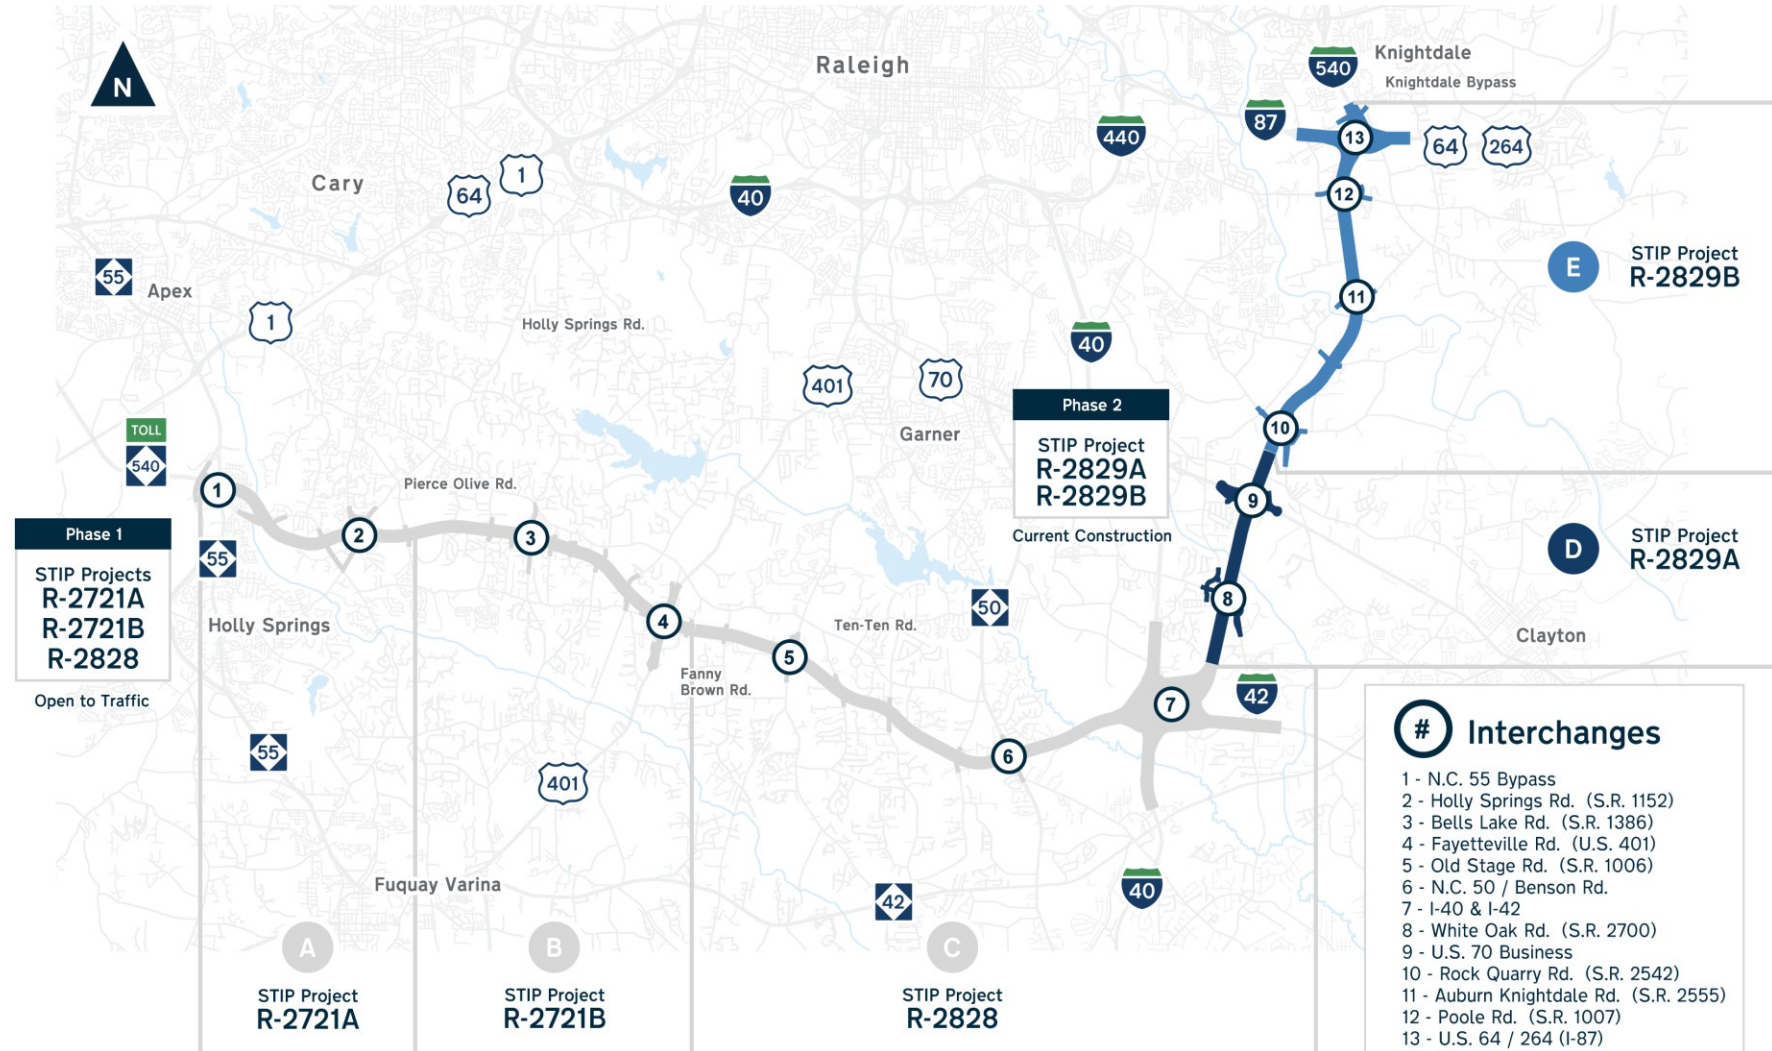 N
Raleigh
540
Knightdale
Knightdale Bypass
87
440
13
64
264
Cary
64
1
40
12
55
Apex
1
Holly Springs Rd.
11
E
STIP Project
R-2829B
40
401
70
Phase 2
STIP Project
R-2829A
R-2829B
Current Construction
Garner
10
TOLL
540
1
Pierce Olive Rd.
9
2
3
D
STIP Project
R-2829A
Phase 1
STIP Projects
R-2721A
R-2721B
R-2828
Open to Traffic
55
Holly Springs
4
50
8
Ten-Ten Rd.
Clayton
5
Fanny
Brown Rd.
7
42
6
55
401
# Interchanges
1 - N.C. 55 Bypass
2 - Holly Springs Rd. (S.R. 1152)
3 - Bells Lake Rd. (S.R. 1386)
4 - Fayetteville Rd. (U.S. 401)
5 - Old Stage Rd. (S.R. 1006)
6 - N.C. 50 / Benson Rd.
7 - I-40 & I-42
8 - White Oak Rd. (S.R. 2700)
9 - U.S. 70 Business
10 - Rock Quarry Rd. (S.R. 2542)
11 - Auburn Knightdale Rd. (S.R. 2555)
12 - Poole Rd. (S.R. 1007)
13 - U.S. 64 / 264 (I-87)
Fuquay Varina
42
40
A
STIP Project
R-2721A
B
STIP Project
R-2721B
C
STIP Project
R-2828